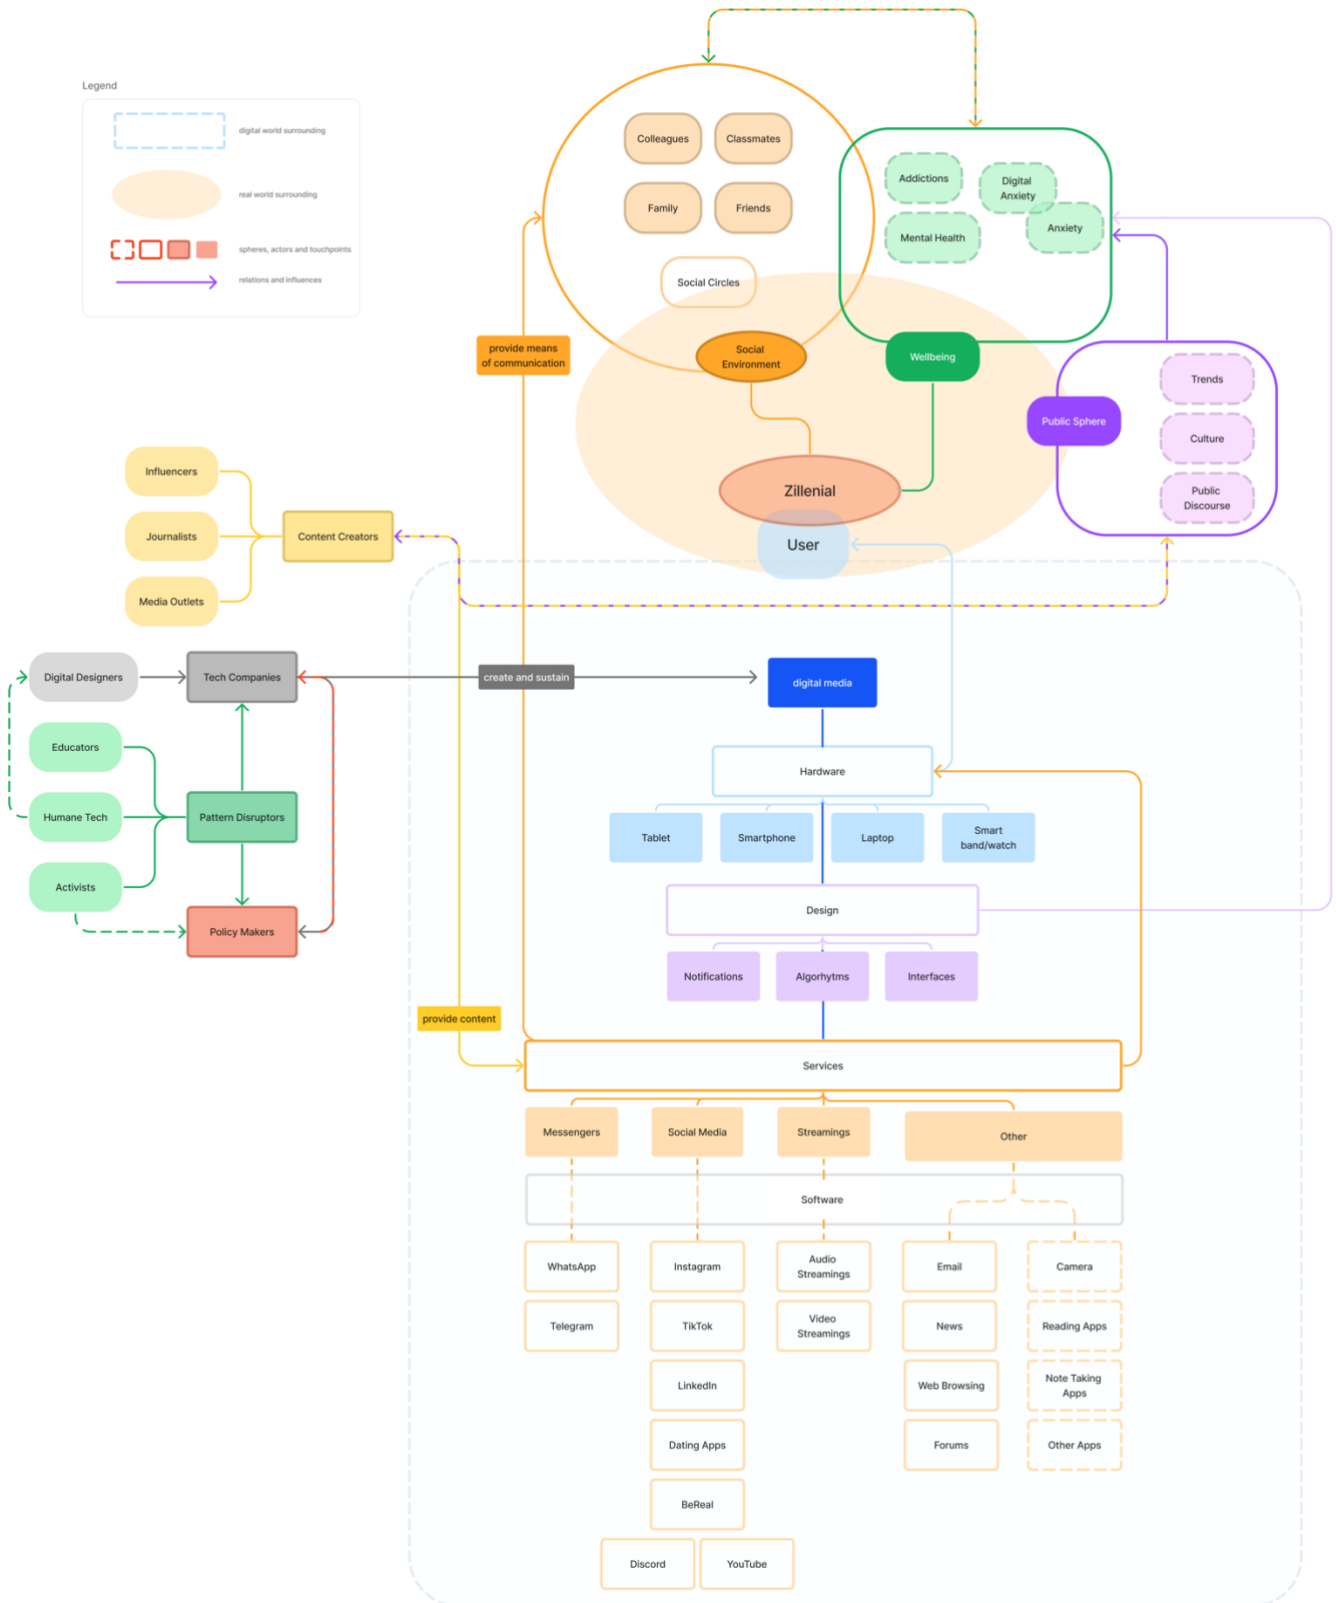 Legend
digital world surrounding
real world surrounding
spheres, actors and touchpoints
relations and influences
Colleagues
Classmates
Family
Friends
Social Circles
Social
Environment
Addictions
Digital
Anxiety
Mental Health
Anxiety
Wellbeing
provide means
of communication
Trends
Public Sphere
Culture
Public
Discourse
Zillenial
User
Influencers
Journalists
Content Creators
Media Outlets
Digital Designers
Tech Companies
create and sustain
digital media
Educators
Humane Tech
Pattern Disruptors
Activists
Policy Makers
Hardware
Tablet
Smartphone
Laptop
Smart
band/watch
Design
Notifications
Algorhytms
Interfaces
provide content
Services
Messengers
Social Media
Streamings
Other
Software
WhatsApp
Instagram
Audio
Streamings
Email
Camera
Telegram
TikTok
Video
Streamings
News
Reading Apps
LinkedIn
Web Browsing
Note Taking
Apps
Dating Apps
Forums
Other Apps
BeReal
Discord
YouTube